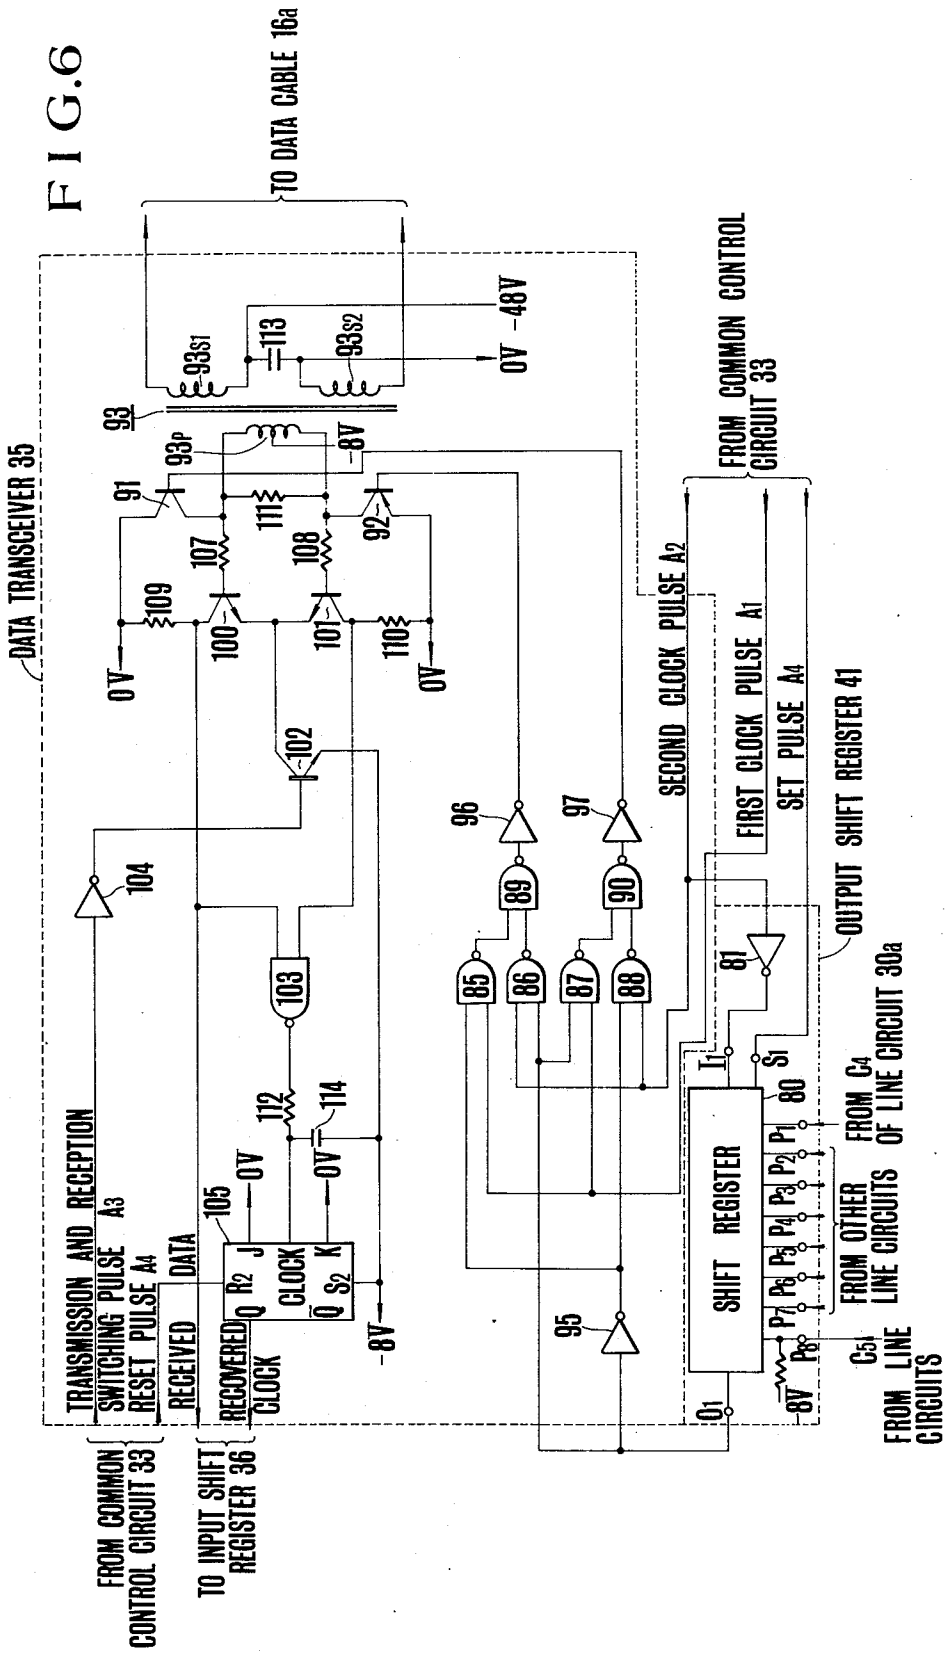 FIG.6
DATA TRANSCEIVER 35
TRANSMISSION AND RECEPTION
SWITCHING PULSE A3
RESET PULSE A4
RECEIVED DATA
RECOVERED
CLOCK
FROM COMMON
CONTROL CIRCUIT 33
TO INPUT SHIFT
REGISTER 36
104
103
102
112
114
0V
0V
105
R2
J
Q
CLOCK
Q
S2
K
-8V
0V
109
107
91
100
111
101
108
110
92
0V
93
93P
93S1
93S2
113
-8V
0V
-48V
TO DATA CABLE 16a
95
85
86
87
88
89
90
96
97
SECOND CLOCK PULSE A2
FIRST CLOCK PULSE A1
SET PULSE A4
FROM COMMON CONTROL
CIRCUIT 33
OUTPUT SHIFT REGISTER 41
81
I1
S1
80
SHIFT REGISTER
O1
P1
P2
P3
P4
P5
P6
P7
P8
-8V
FROM C4
OF LINE CIRCUIT 30a
FROM OTHER
LINE CIRCUITS
FROM LINE
CIRCUITS